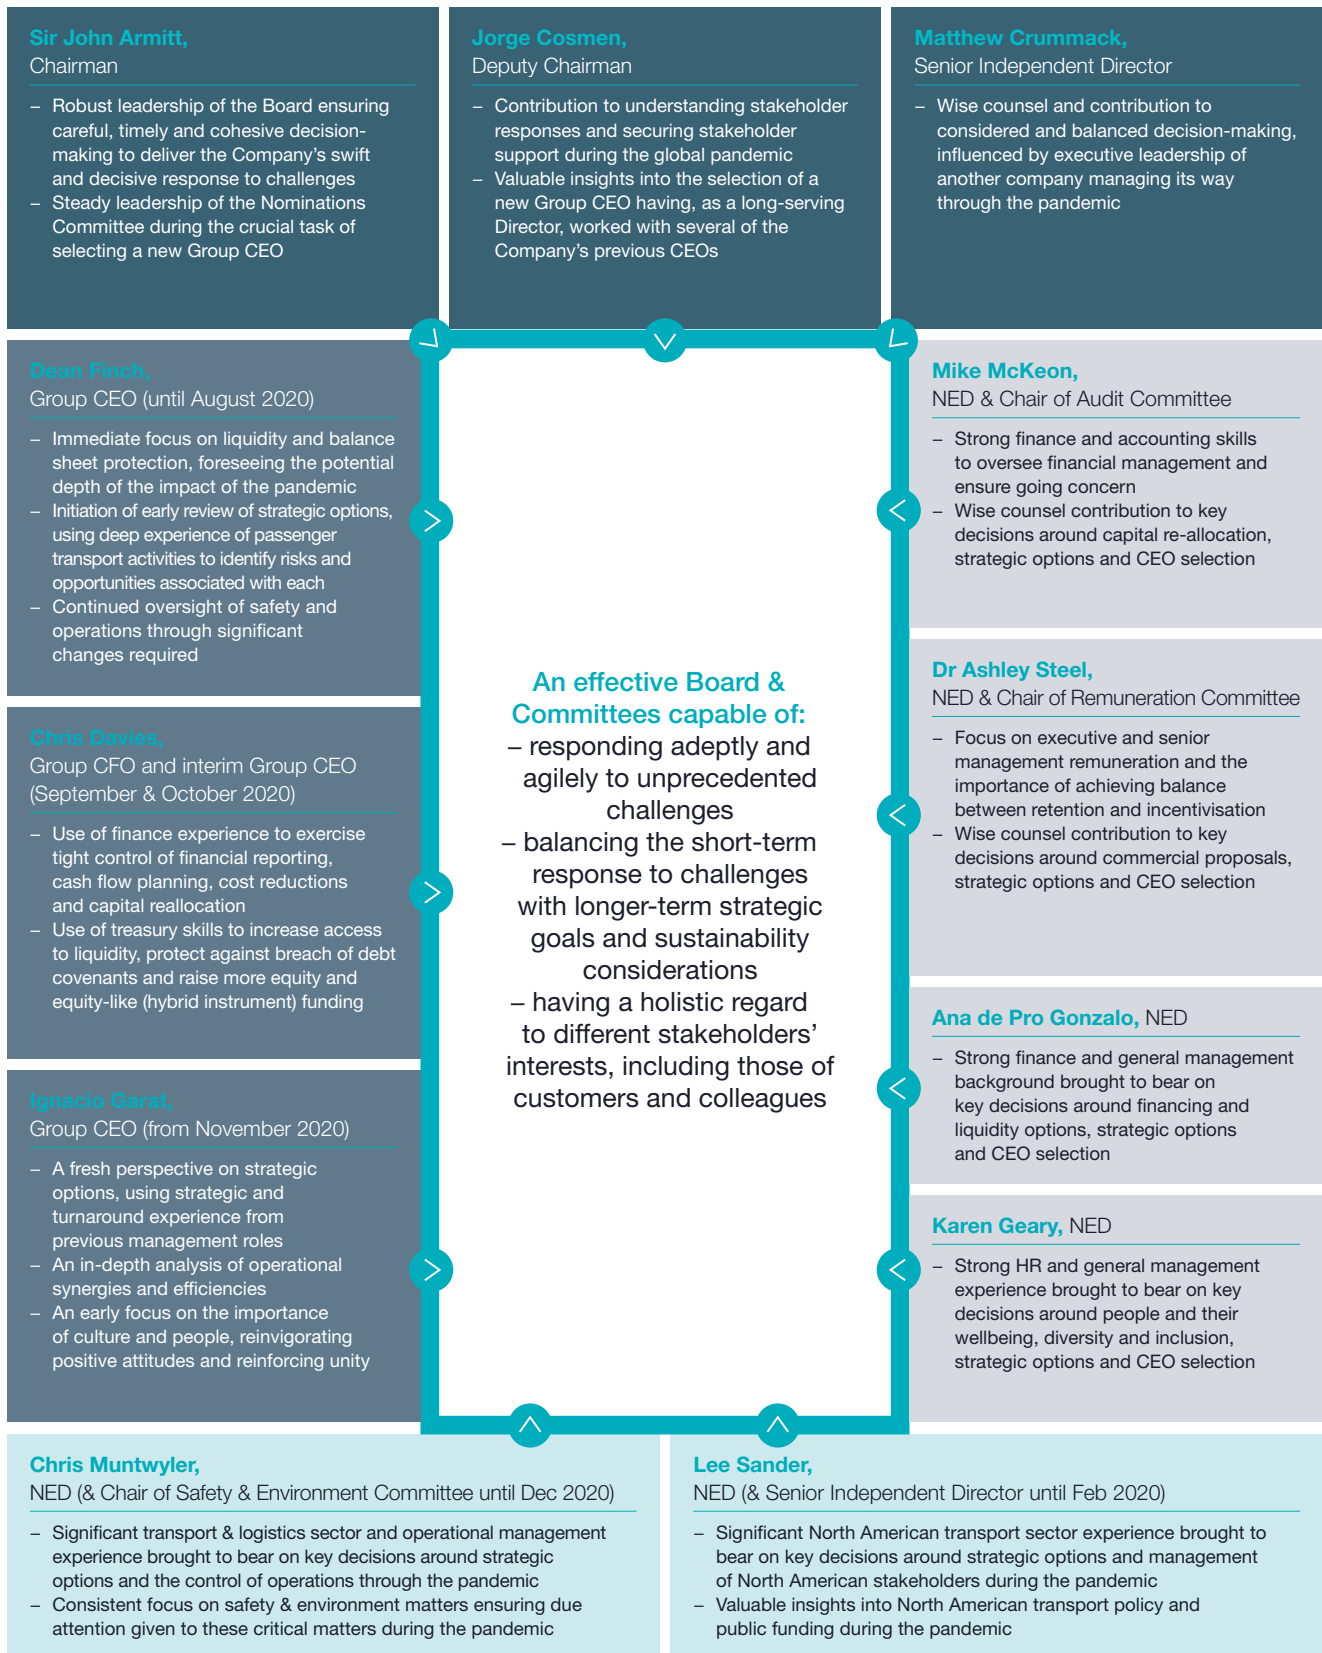 Sir John Armitt,
Chairman
– Robust leadership of the Board ensuring
careful, timely and cohesive decision-
making to deliver the Company's swift
and decisive response to challenges
– Steady leadership of the Nominations
Committee during the crucial task of
selecting a new Group CEO
Jorge Cosmen,
Deputy Chairman
– Contribution to understanding stakeholder
responses and securing stakeholder
support during the global pandemic
– Valuable insights into the selection of a
new Group CEO having, as a long-serving
Director, worked with several of the
Company's previous CEOs
Matthew Crummack,
Senior Independent Director
– Wise counsel and contribution to
considered and balanced decision-making,
influenced by executive leadership of
another company managing its way
through the pandemic
Dean Finch,
Group CEO (until August 2020)
– Immediate focus on liquidity and balance
sheet protection, foreseeing the potential
depth of the impact of the pandemic
– Initiation of early review of strategic options,
using deep experience of passenger
transport activities to identify risks and
opportunities associated with each
– Continued oversight of safety and
operations through significant
changes required
Chris Davies,
Group CFO and interim Group CEO
(September & October 2020)
– Use of finance experience to exercise
tight control of financial reporting,
cash flow planning, cost reductions
and capital reallocation
– Use of treasury skills to increase access
to liquidity, protect against breach of debt
covenants and raise more equity and
equity-like (hybrid instrument) funding
Ignacio Garat,
Group CEO (from November 2020)
– A fresh perspective on strategic
options, using strategic and
turnaround experience from
previous management roles
– An in-depth analysis of operational
synergies and efficiencies
– An early focus on the importance
of culture and people, reinvigorating
positive attitudes and reinforcing unity
An effective Board &
Committees capable of:
– responding adeptly and
agilely to unprecedented
challenges
– balancing the short-term
response to challenges
with longer-term strategic
goals and sustainability
considerations
– having a holistic regard
to different stakeholders'
interests, including those of
customers and colleagues
Mike McKeon,
NED & Chair of Audit Committee
– Strong finance and accounting skills
to oversee financial management and
ensure going concern
– Wise counsel contribution to key
decisions around capital re-allocation,
strategic options and CEO selection
Dr Ashley Steel,
NED & Chair of Remuneration Committee
– Focus on executive and senior
management remuneration and the
importance of achieving balance
between retention and incentivisation
– Wise counsel contribution to key
decisions around commercial proposals,
strategic options and CEO selection
Ana de Pro Gonzalo, NED
– Strong finance and general management
background brought to bear on
key decisions around financing and
liquidity options, strategic options
and CEO selection
Karen Geary, NED
– Strong HR and general management
experience brought to bear on key
decisions around people and their
wellbeing, diversity and inclusion,
strategic options and CEO selection
Chris Muntwyler,
NED (& Chair of Safety & Environment Committee until Dec 2020)
– Significant transport & logistics sector and operational management
experience brought to bear on key decisions around strategic
options and the control of operations through the pandemic
– Consistent focus on safety & environment matters ensuring due
attention given to these critical matters during the pandemic
Lee Sander,
NED (& Senior Independent Director until Feb 2020)
– Significant North American transport sector experience brought to
bear on key decisions around strategic options and management
of North American stakeholders during the pandemic
– Valuable insights into North American transport policy and
public funding during the pandemic